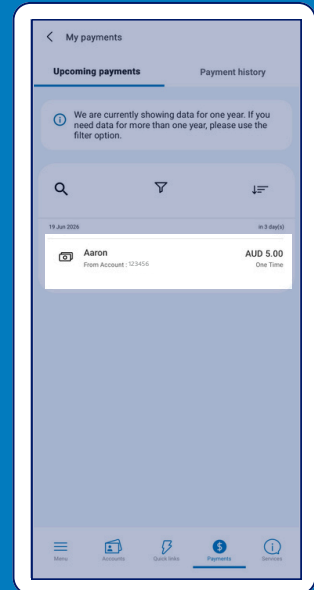 My payments
Upcoming payments Payment history
We are currently showing data for one year. If you
need data for more than one year, please use the
filter option.
19 Jun 2026 in 3 day(s)
Aaron AUD 5.00
From Account : 123456 One Time
Menu Accounts Quick links Payments Services